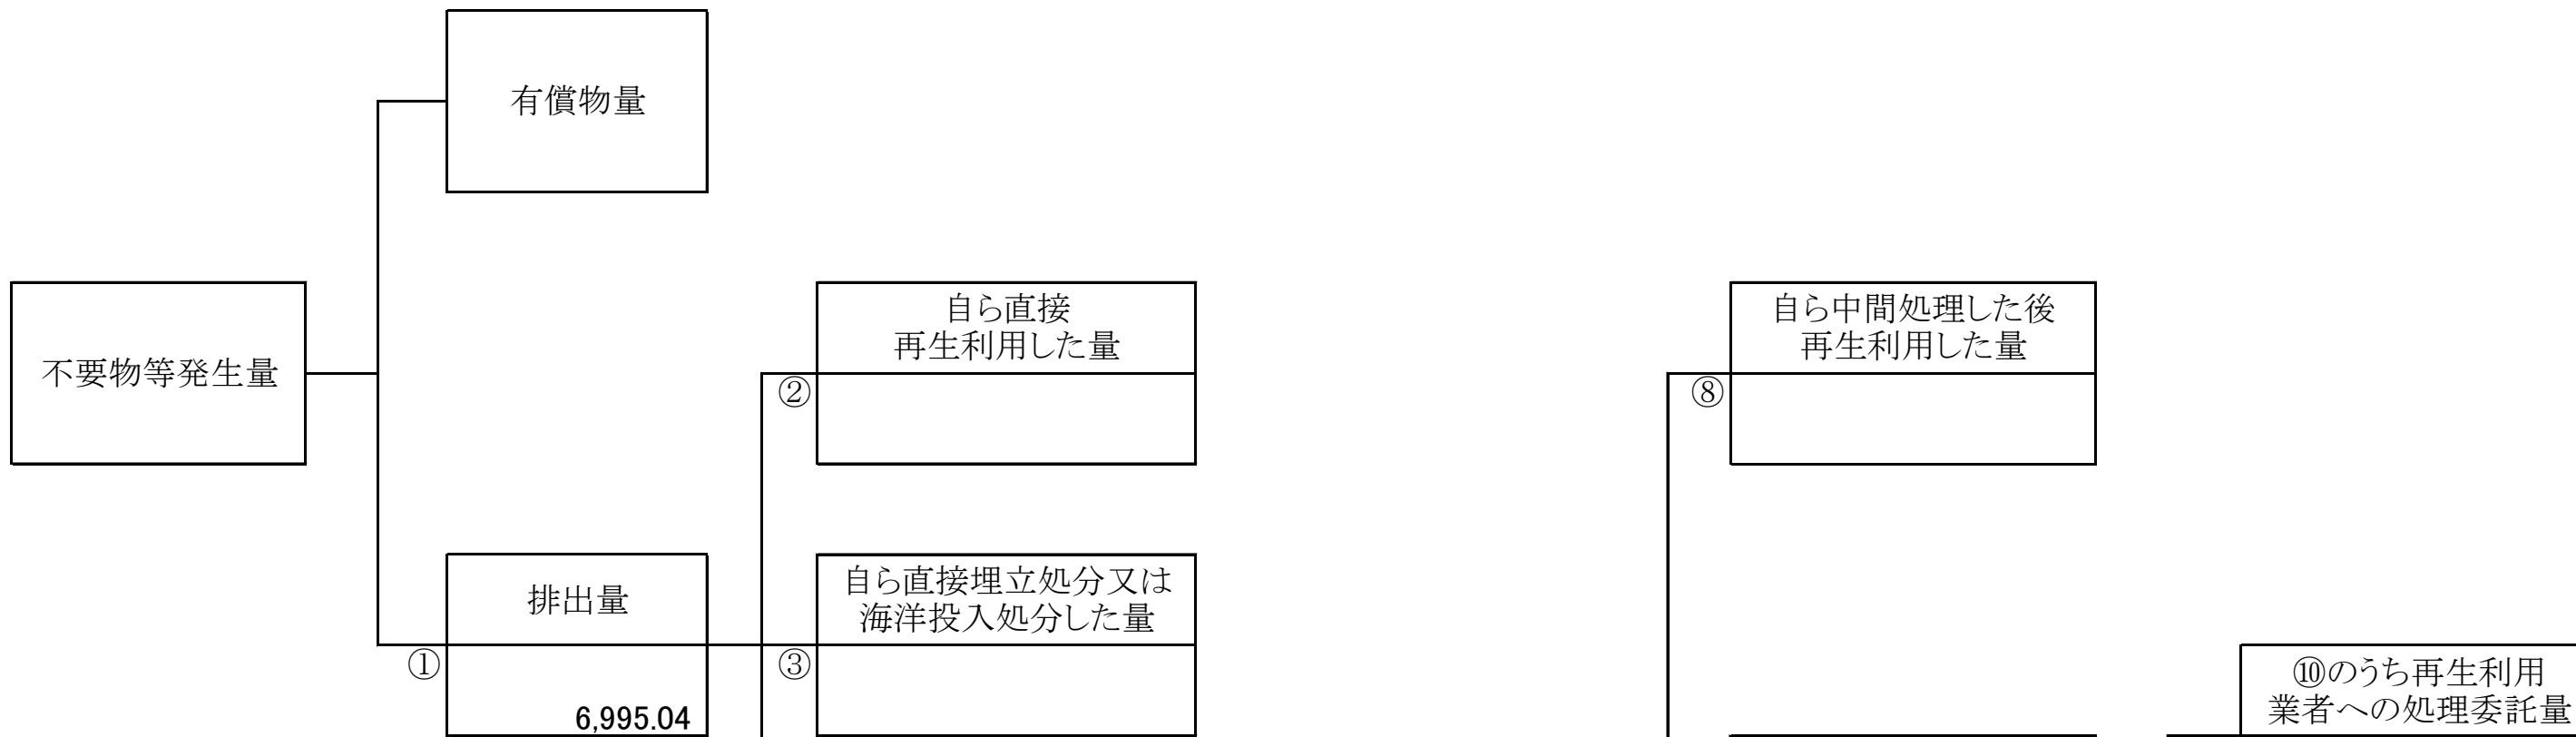 有償物量
不要物等発生量
自ら直接
再生利用した量
②
自ら中間処理した後
再生利用した量
⑧
排出量
①
6,995.04
自ら直接埋立処分又は
海洋投入処分した量
③
⑩のうち再生利用
業者への処理委託量